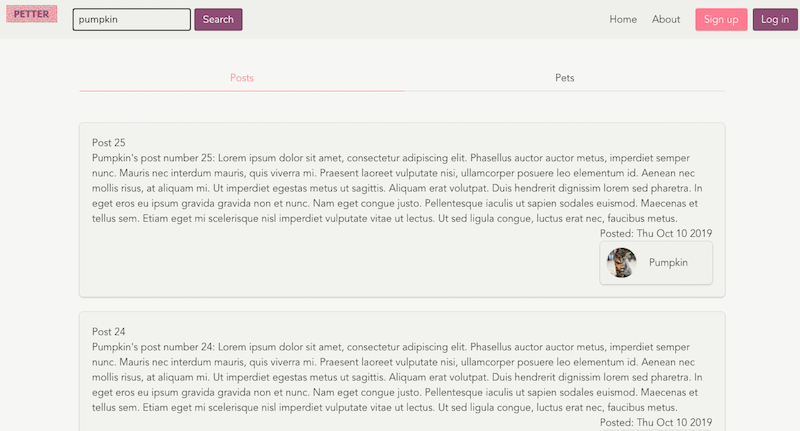 PETTER pumpkin Search Home About Sign up Log in
Posts Pets
Post 25
Pumpkin's post number 25: Lorem ipsum dolor sit amet, consectetur adipiscing elit. Phasellus auctor auctor metus, imperdiet semper
nunc. Mauris nec interdum mauris, quis viverra mi. Praesent laoreet vulputate nisi, ullamcorper posuere leo elementum id. Aenean nec
mollis risus, at aliquam mi. Ut imperdiet egestas metus ut sagittis. Aliquam erat volutpat. Duis hendrerit dignissim lorem sed pharetra. In
eget eros eu ipsum gravida gravida non et nunc. Nam eget congue justo. Pellentesque iaculis ut sapien sodales euismod. Maecenas et
tellus sem. Etiam eget mi scelerisque nisl imperdiet vulputate vitae ut lectus. Ut sed ligula congue, luctus erat nec, faucibus metus.
Posted: Thu Oct 10 2019
Pumpkin
Post 24
Pumpkin's post number 24: Lorem ipsum dolor sit amet, consectetur adipiscing elit. Phasellus auctor auctor metus, imperdiet semper
nunc. Mauris nec interdum mauris, quis viverra mi. Praesent laoreet vulputate nisi, ullamcorper posuere leo elementum id. Aenean nec
mollis risus, at aliquam mi. Ut imperdiet egestas metus ut sagittis. Aliquam erat volutpat. Duis hendrerit dignissim lorem sed pharetra. In
eget eros eu ipsum gravida gravida non et nunc. Nam eget congue justo. Pellentesque iaculis ut sapien sodales euismod. Maecenas et
tellus sem. Etiam eget mi scelerisque nisl imperdiet vulputate vitae ut lectus. Ut sed ligula congue, luctus erat nec, faucibus metus.
Posted: Thu Oct 10 2019